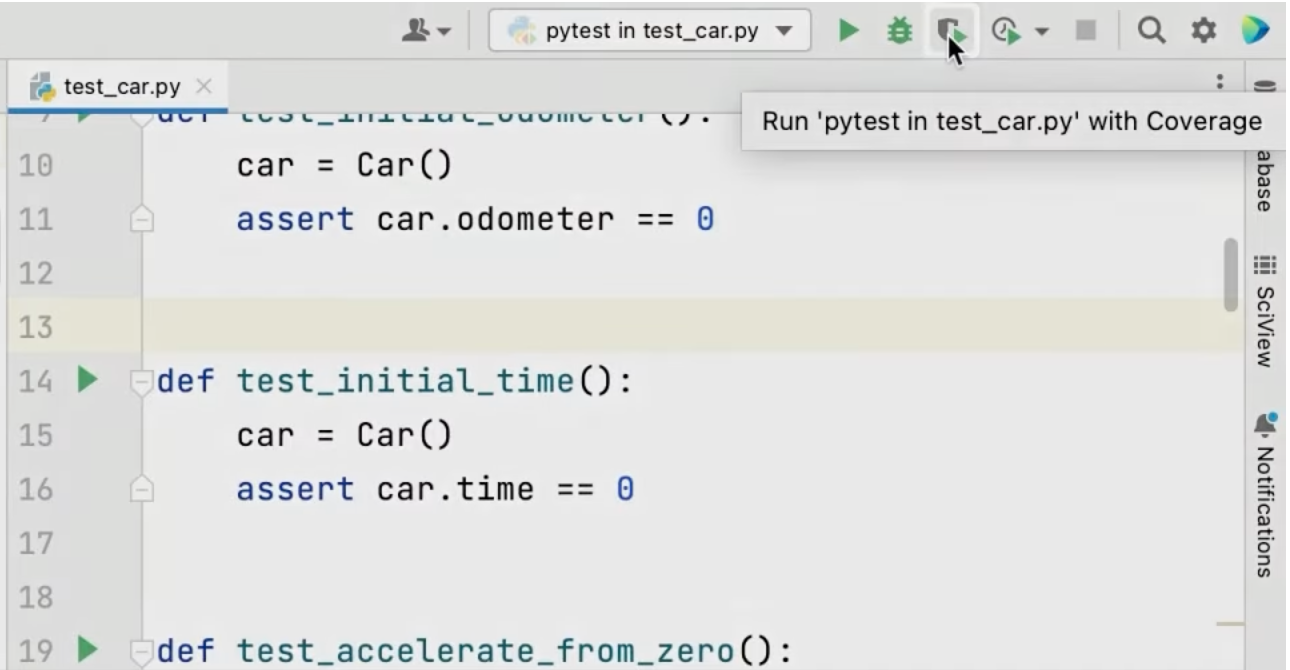 pytest in test_car.py
test_car.py
Run 'pytest in test_car.py' with Coverage
def test_initial_odometer():
10 car = Car()
11 assert car.odometer == 0
12
13
14 def test_initial_time():
15 car = Car()
16 assert car.time == 0
17
18
19 def test_accelerate_from_zero():
abase
SciView
Notifications